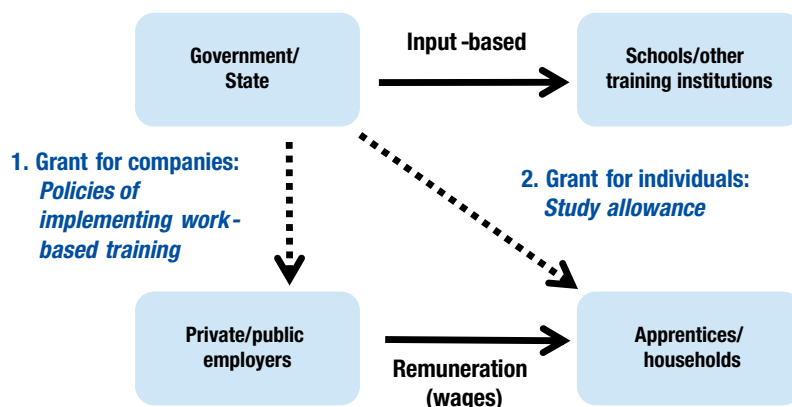 Government/
State
Input -based
Schools/other
training institutions
1. Grant for companies:
Policies of
implementing work-
based training
2. Grant for individuals:
Study allowance
Private/public
employers
Remuneration
(wages)
Apprentices/
households